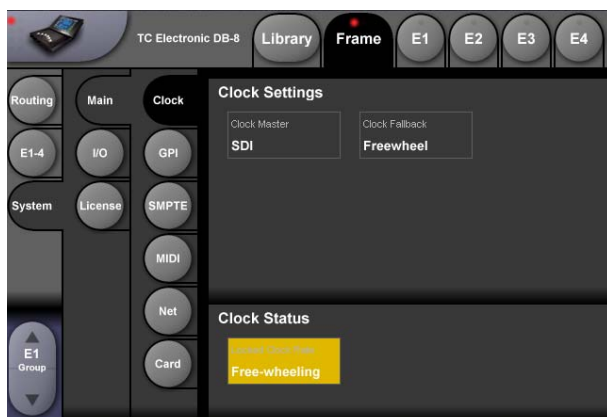 TC Electronic DB-8
Library
Frame
E1
E2
E3
E4
Routing
Main
Clock
E1-4
I/O
GPI
System
License
SMPTE
MIDI
Net
Card
E1
Group
Clock Settings
Clock Master
SDI
Clock Fallback
Freewheel
Clock Status
Free-wheeling